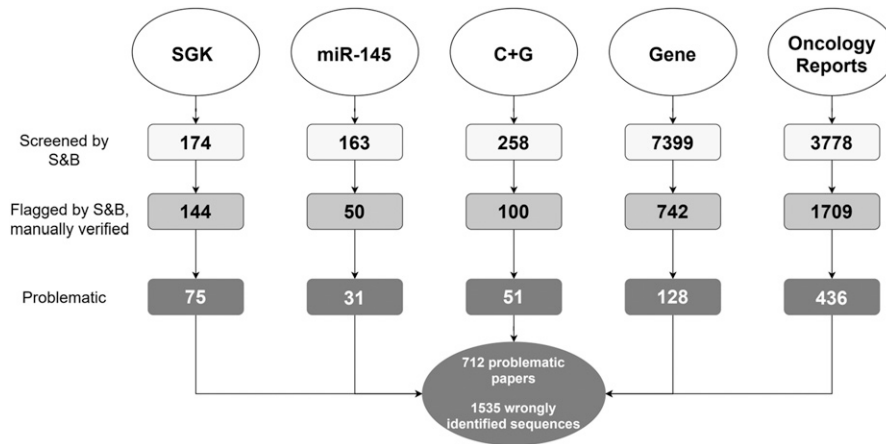 SGK
miR-145
C+G
Gene
Oncology
Reports
Screened by
S&B
174
163
258
7399
3778
Flagged by S&B,
manually verified
144
50
100
742
1709
Problematic
75
31
51
128
436
712 problematic
papers
1535 wrongly
identified sequences